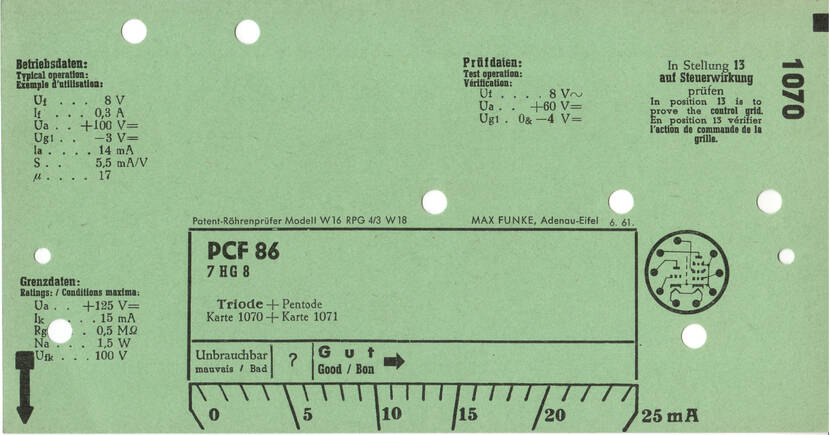 Betriebsdaten:
Typical operation:
Exemple d'utilisation:
Uf . . . 8 V
If . . . 0,3 A
Ua . . +100 V=
Ug1 . . −3 V=
Ia . . . . 14 mA
S . . 5,5 mA/V
µ . . . . 17
Prüfdaten:
Test operation:
Vérification:
Uf . . . . 8 V~
Ua . . +60 V=
Ug1 . 0&−4 V=
In Stellung 13
auf Steuerwirkung
prüfen
In position 13 is to
prove the control grid.
En position 13 vérifier
l'action de commande de la
grille.
1070
Patent-Röhrenprüfer Modell W16 RPG 4/3 W18 MAX FUNKE, Adenau-Eifel 6. 61.
PCF 86
7 HG 8
Triode + Pentode
Karte 1070 + Karte 1071
Grenzdaten:
Ratings: / Conditions maxima:
Ua . . +125 V=
Ik . . . 15 mA
Rg . . 0,5 MΩ
Na . . . 1,5 W
Ufk . . . 100 V
Unbrauchbar
mauvais / Bad
?
Gut
Good / Bon
0 5 10 15 20 25 mA